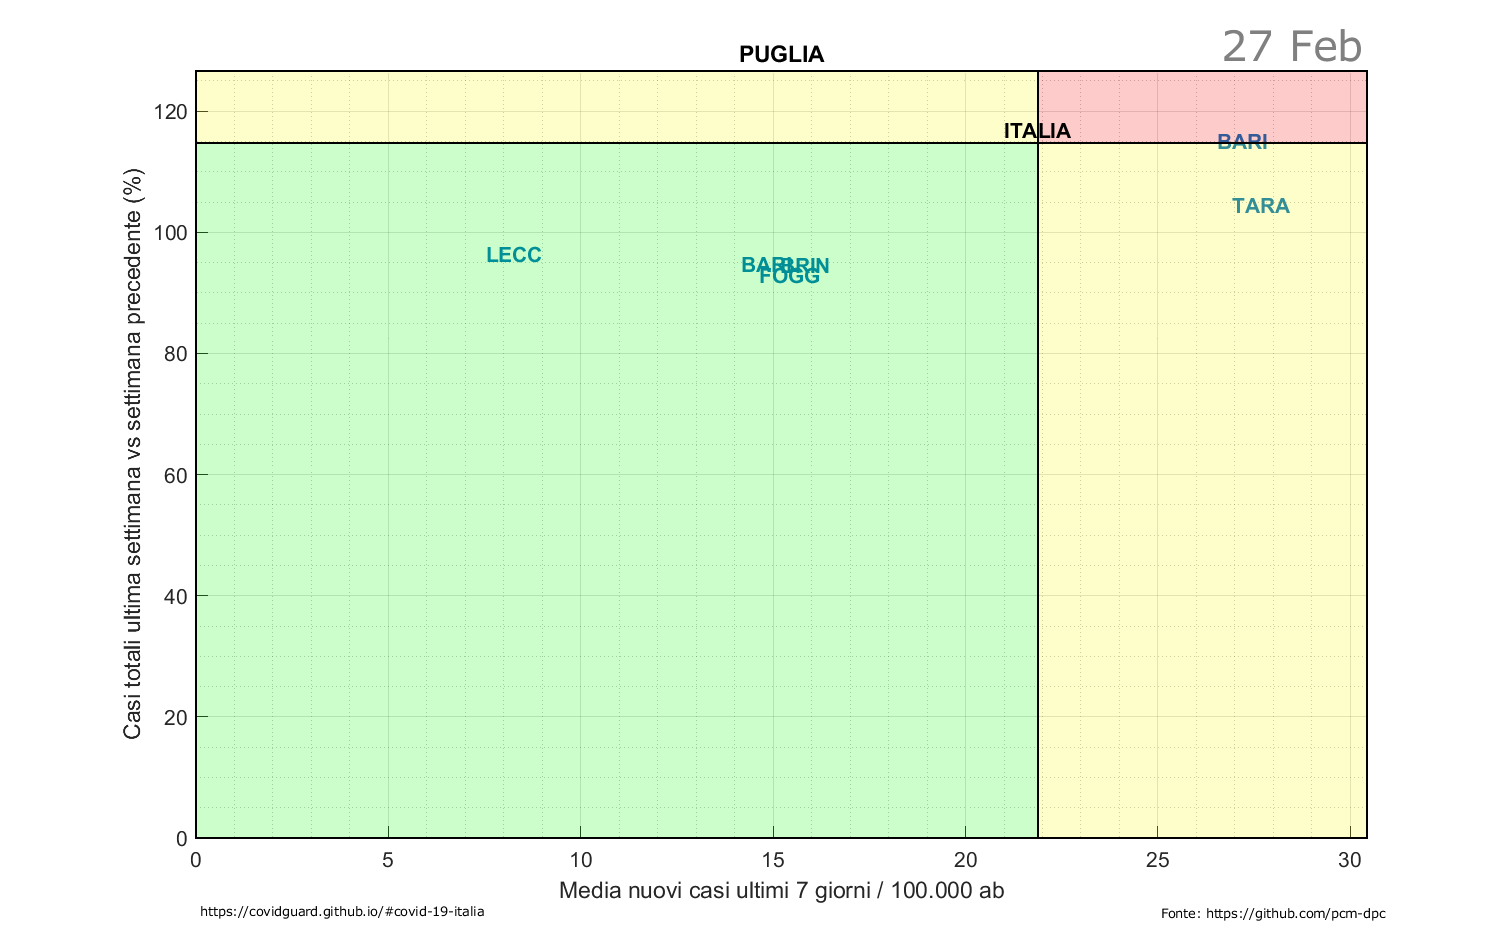 27 Feb
PUGLIA
120
100
80
60
40
20
0
Casi totali ultima settimana vs settimana precedente (%)
ITALIA
BARI
TARA
LECC
BARL
BRIN
FOGG
0 5 10 15 20 25 30
Media nuovi casi ultimi 7 giorni / 100.000 ab
https://covidguard.github.io/#covid-19-italia
Fonte: https://github.com/pcm-dpc